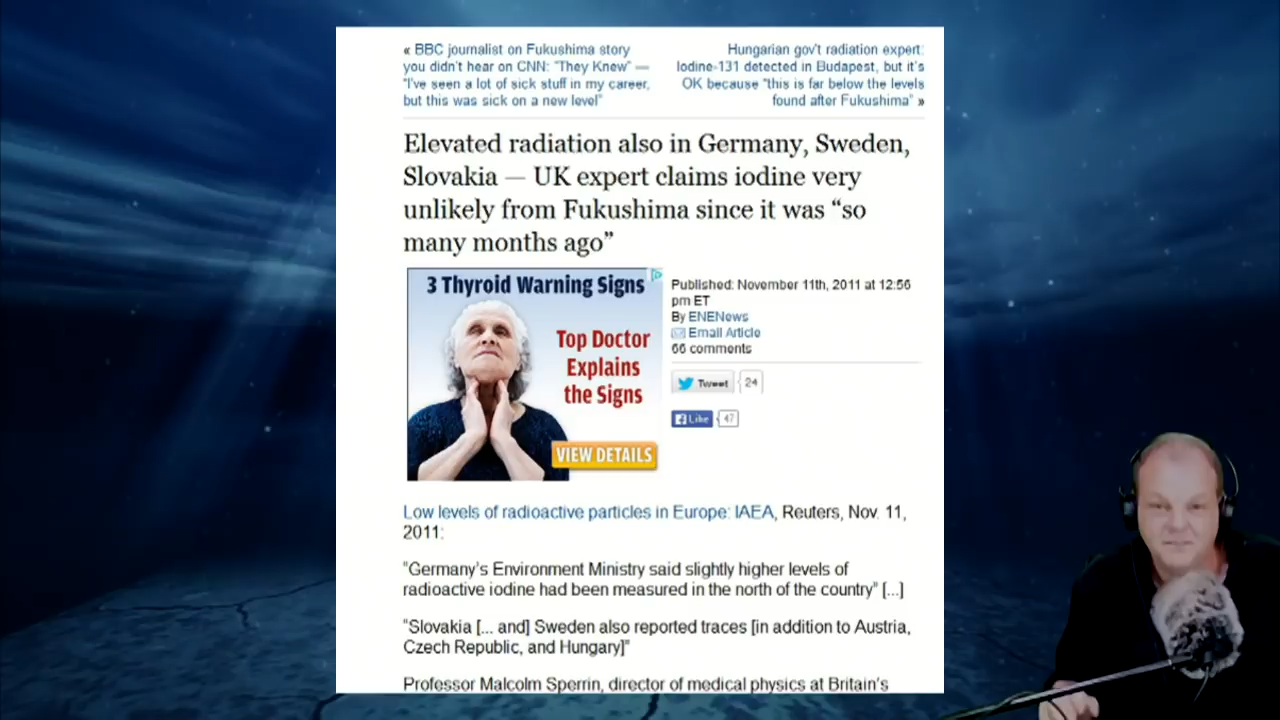 « BBC journalist on Fukushima story
you didn't hear on CNN: "They Knew" —
"I've seen a lot of sick stuff in my career,
but this was sick on a new level"
Hungarian gov't radiation expert:
Iodine-131 detected in Budapest, but it's
OK because "this is far below the levels
found after Fukushima" »
Elevated radiation also in Germany, Sweden,
Slovakia — UK expert claims iodine very
unlikely from Fukushima since it was “so
many months ago”
3 Thyroid Warning Signs
Top Doctor
Explains
the Signs
VIEW DETAILS
Published: November 11th, 2011 at 12:56
pm ET
By ENENews
Email Article
66 comments
Tweet 24
Like 47
Low levels of radioactive particles in Europe: IAEA, Reuters, Nov. 11,
2011:
"Germany's Environment Ministry said slightly higher levels of
radioactive iodine had been measured in the north of the country" [...]
"Slovakia [... and] Sweden also reported traces [in addition to Austria,
Czech Republic, and Hungary]"
Professor Malcolm Sperrin, director of medical physics at Britain's